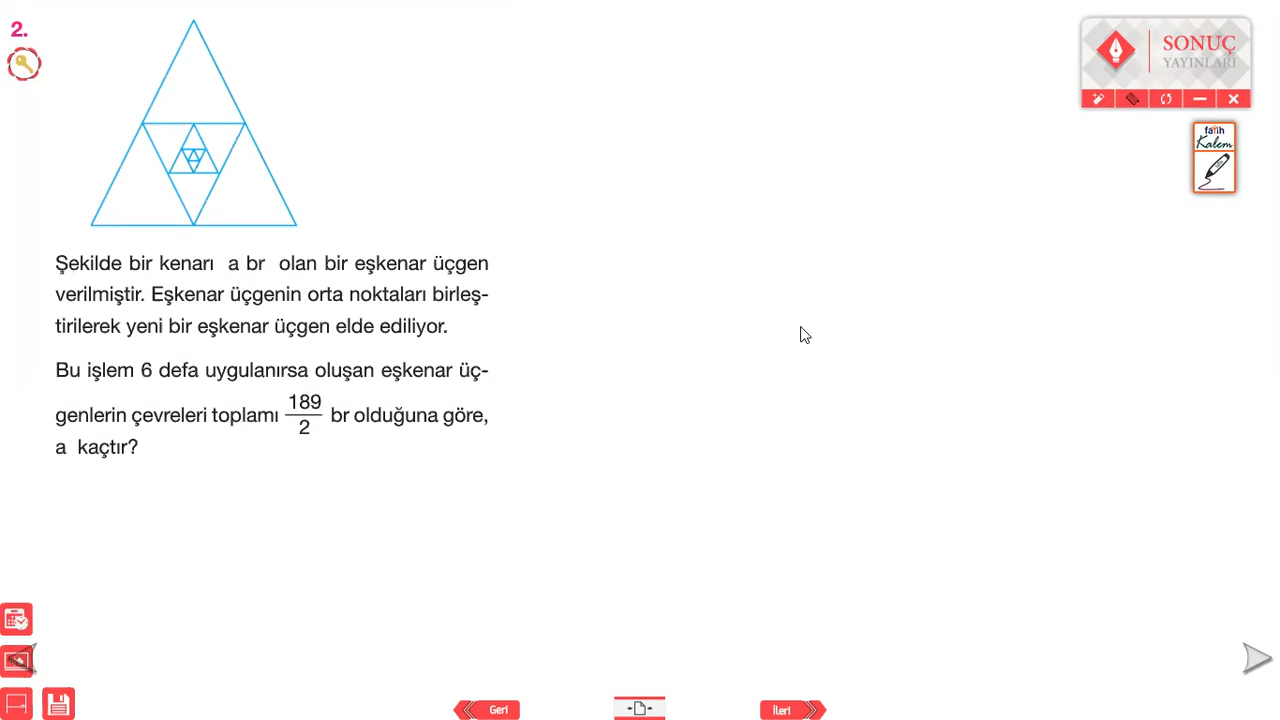 2.
SONUÇ
YAYINLARI
fatih
Kalem
Şekilde bir kenarı a br olan bir eşkenar üçgen
verilmiştir. Eşkenar üçgenin orta noktaları birleş-
tirilerek yeni bir eşkenar üçgen elde ediliyor.
Bu işlem 6 defa uygulanırsa oluşan eşkenar üç-
genlerin çevreleri toplamı 189/2 br olduğuna göre,
a kaçtır?
Geri
İleri